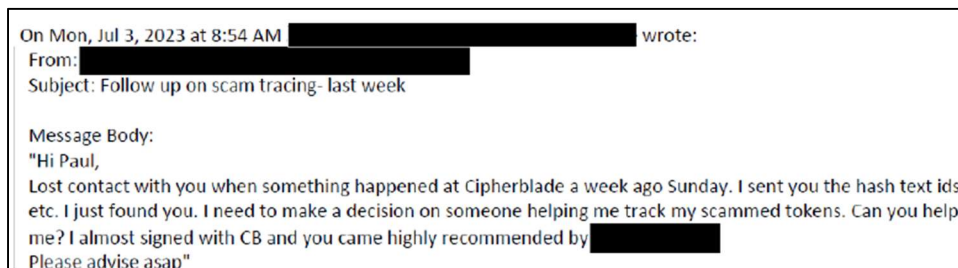 On Mon, Jul 3, 2023 at 8:54 AM wrote:
From:
Subject: Follow up on scam tracing- last week
Message Body:
"Hi Paul,
Lost contact with you when something happened at Cipherblade a week ago Sunday. I sent you the hash text ids
etc. I just found you. I need to make a decision on someone helping me track my scammed tokens. Can you help
me? I almost signed with CB and you came highly recommended by
Please advise asap"